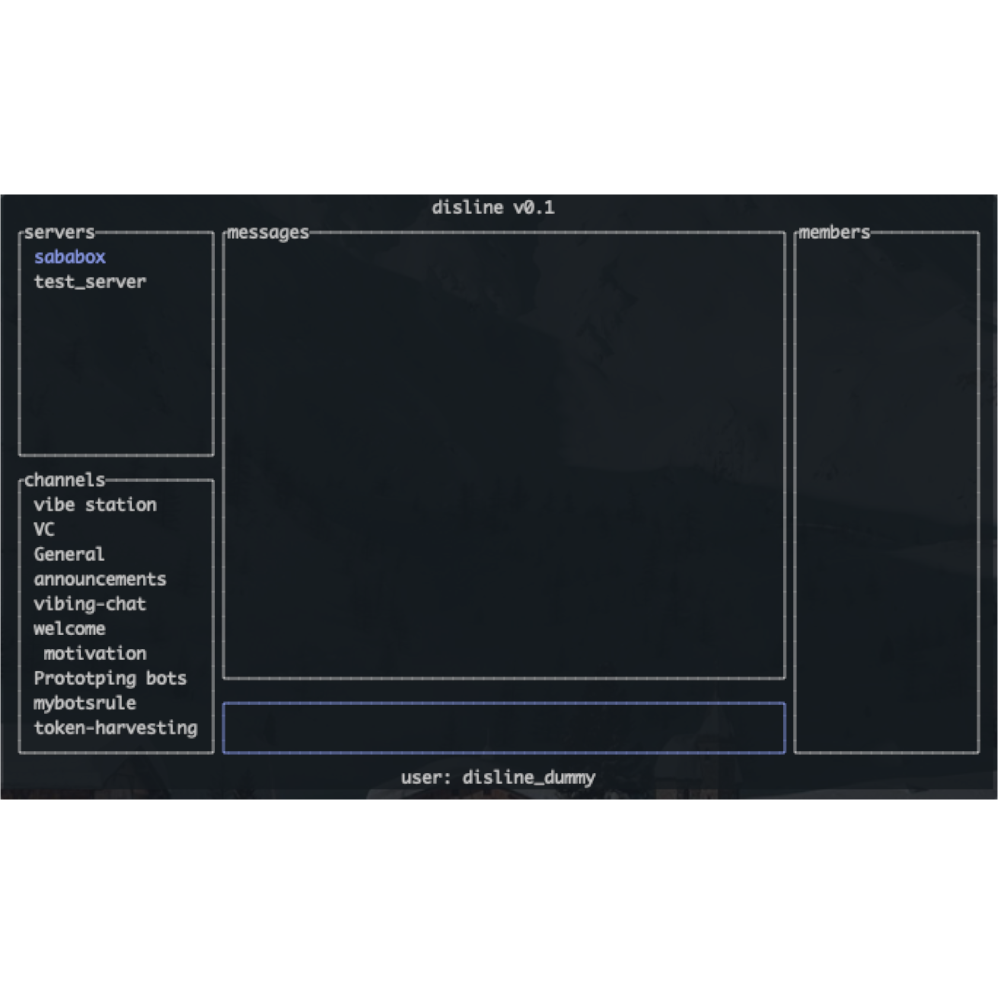 disline v0.1
servers
sababox
test_server
channels
vibe station
VC
General
announcements
vibing-chat
welcome
motivation
Prototping bots
mybotsrule
token-harvesting
messages
members
user: disline_dummy